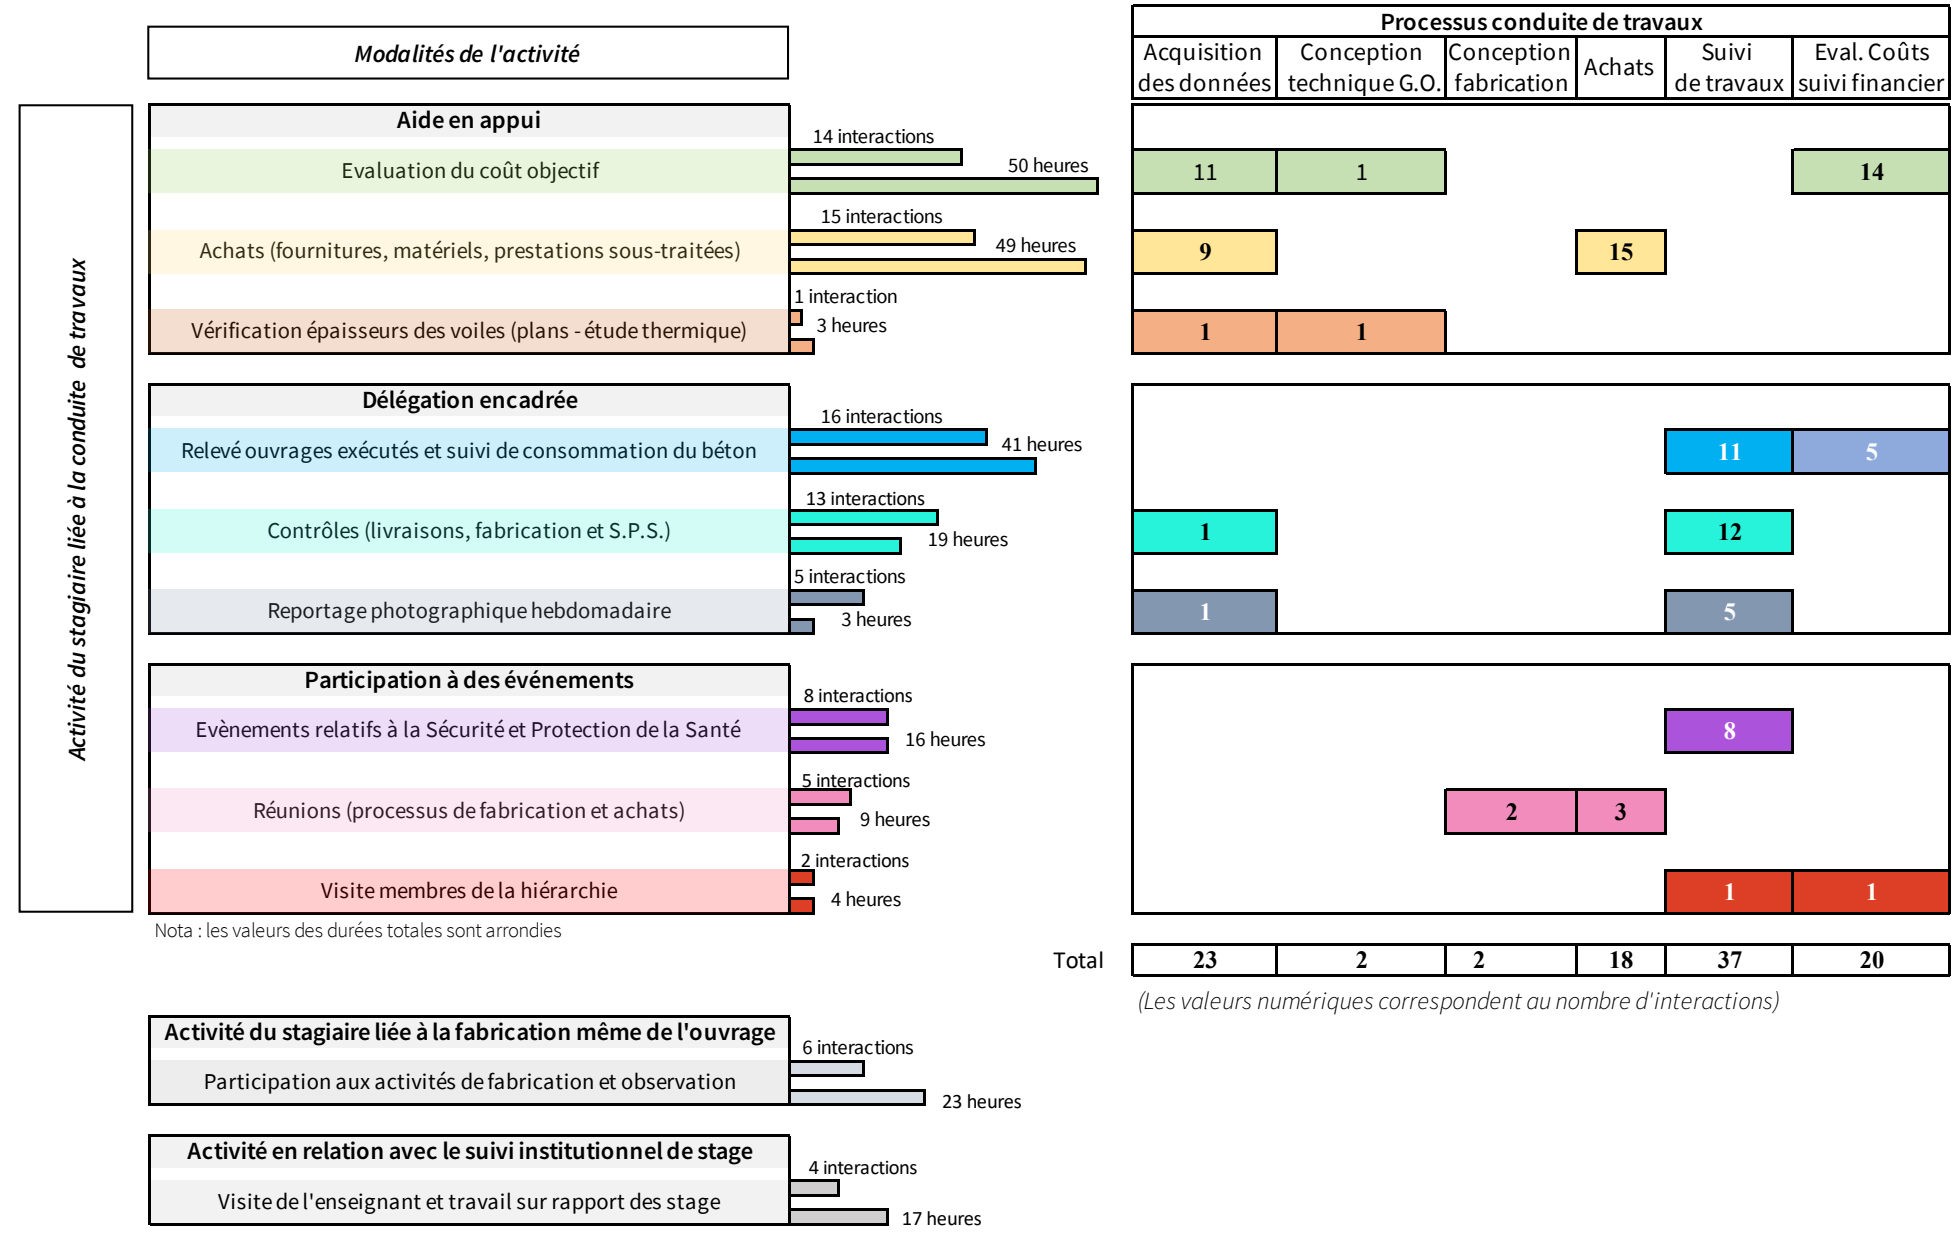 Modalités de l'activité
Processus conduite de travaux
Acquisition
des données
Conception
technique G.O.
Conception
fabrication
Achats
Suivi
de travaux
Eval. Coûts
suivi financier
Activité du stagiaire liée à la conduite de travaux
Aide en appui
Evaluation du coût objectif
14 interactions
50 heures
11
1
14
Achats (fournitures, matériels, prestations sous-traitées)
15 interactions
49 heures
9
15
Vérification épaisseurs des voiles (plans - étude thermique)
1 interaction
3 heures
1
1
Délégation encadrée
Relevé ouvrages exécutés et suivi de consommation du béton
16 interactions
41 heures
11
5
Contrôles (livraisons, fabrication et S.P.S.)
13 interactions
19 heures
1
12
Reportage photographique hebdomadaire
5 interactions
3 heures
1
5
Participation à des événements
Evènements relatifs à la Sécurité et Protection de la Santé
8 interactions
16 heures
8
Réunions (processus de fabrication et achats)
5 interactions
9 heures
2
3
Visite membres de la hiérarchie
2 interactions
4 heures
1
1
Nota : les valeurs des durées totales sont arrondies
Total
23
2
2
18
37
20
(Les valeurs numériques correspondent au nombre d'interactions)
Activité du stagiaire liée à la fabrication même de l'ouvrage
Participation aux activités de fabrication et observation
6 interactions
23 heures
Activité en relation avec le suivi institutionnel de stage
Visite de l'enseignant et travail sur rapport des stage
4 interactions
17 heures